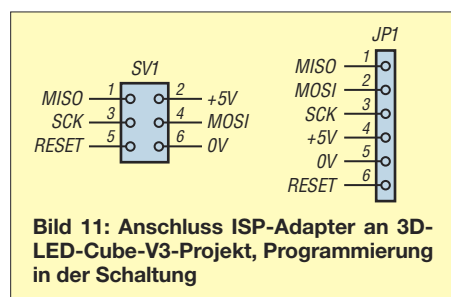 SV1
MISO 1 2 +5V
SCK 3 4 MOSI
RESET 5 6 0V
JP1
MISO 1
MOSI 2
SCK 3
+5V 4
0V 5
RESET 6
Bild 11: Anschluss ISP-Adapter an 3D-
LED-Cube-V3-Projekt, Programmierung
in der Schaltung